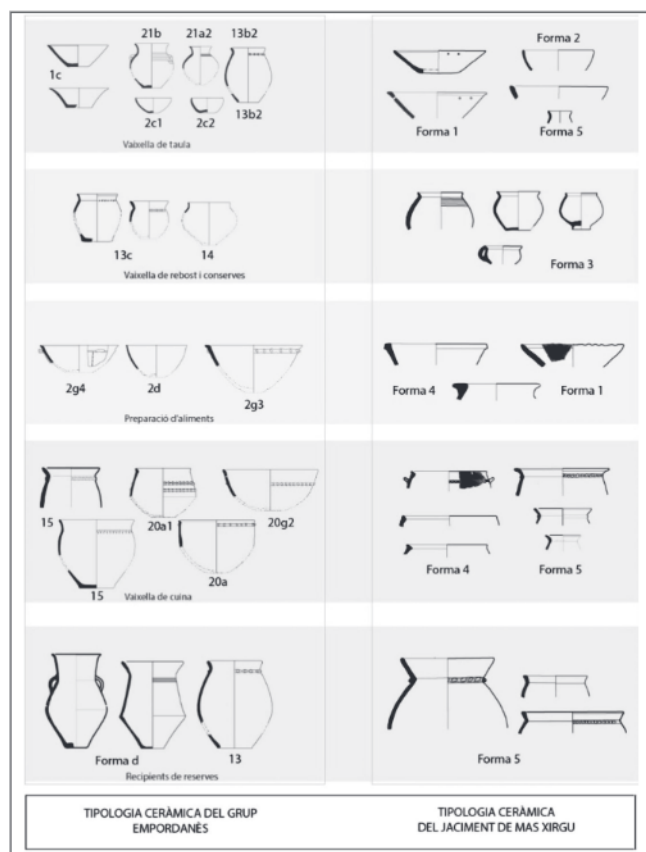 21b 21a2 13b2
1c
2c1 2c2 13b2
Vaixella de taula
Forma 2
Forma 1 Forma 5
13c 14
Vaixella de rebost i conserves
Forma 3
2g4 2d 2g3
Preparació d'aliments
Forma 4 Forma 1
15 20a1 20g2
15 20a
Vaixella de cuina
Forma 4 Forma 5
Forma d 13
Recipients de reserves
Forma 5
TIPOLOGIA CERÀMICA DEL GRUP
EMPORDANÈS
TIPOLOGIA CERÀMICA
DEL JACIMENT DE MAS XIRGU